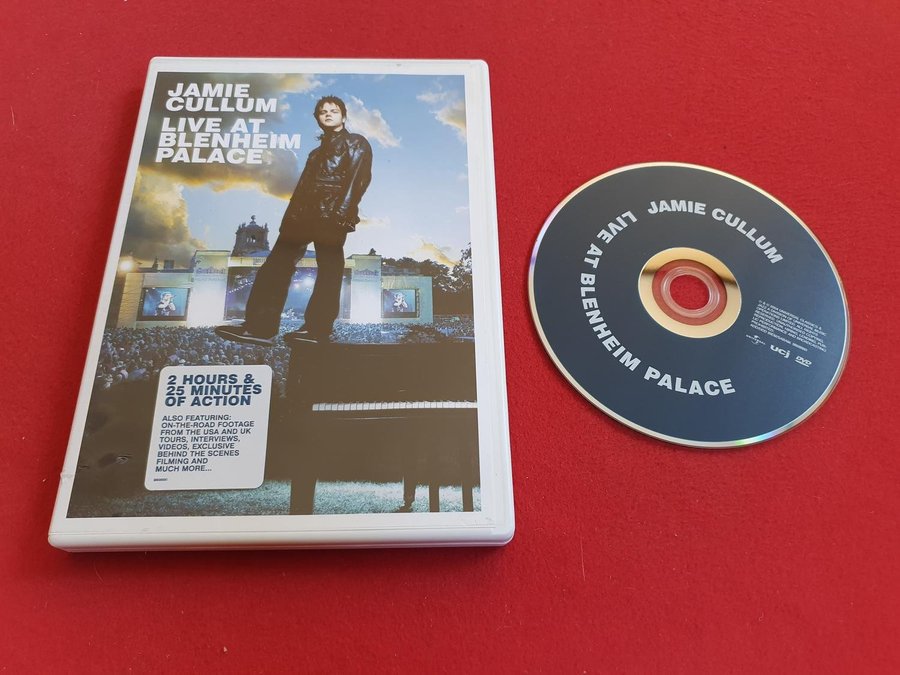 JAMIE
CULLUM
LIVE AT
BLENHEIM
PALACE
2 HOURS &
25 MINUTES
OF ACTION
ALSO FEATURING:
ON-THE-ROAD FOOTAGE
FROM THE USA AND UK
TOURS, INTERVIEWS,
VIDEOS, EXCLUSIVE
BEHIND THE SCENES
FILMING AND
MUCH MORE...
JAMIE CULLUM
LIVE AT BLENHEIM PALACE
ucj
DVD